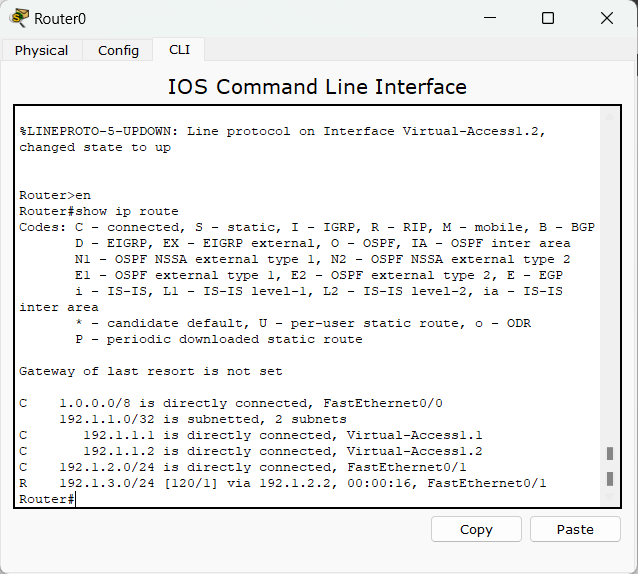 Router0
Physical Config CLI
IOS Command Line Interface
%LINEPROTO-5-UPDOWN: Line protocol on Interface Virtual-Access1.2,
changed state to up
Router>en
Router#show ip route
Codes: C - connected, S - static, I - IGRP, R - RIP, M - mobile, B - BGP
       D - EIGRP, EX - EIGRP external, O - OSPF, IA - OSPF inter area
       N1 - OSPF NSSA external type 1, N2 - OSPF NSSA external type 2
       E1 - OSPF external type 1, E2 - OSPF external type 2, E - EGP
       i - IS-IS, L1 - IS-IS level-1, L2 - IS-IS level-2, ia - IS-IS
inter area
       * - candidate default, U - per-user static route, o - ODR
       P - periodic downloaded static route
Gateway of last resort is not set
C    1.0.0.0/8 is directly connected, FastEthernet0/0
     192.1.1.0/32 is subnetted, 2 subnets
C       192.1.1.1 is directly connected, Virtual-Access1.1
C       192.1.1.2 is directly connected, Virtual-Access1.2
C    192.1.2.0/24 is directly connected, FastEthernet0/1
R    192.1.3.0/24 [120/1] via 192.1.2.2, 00:00:16, FastEthernet0/1
Router#
Copy Paste